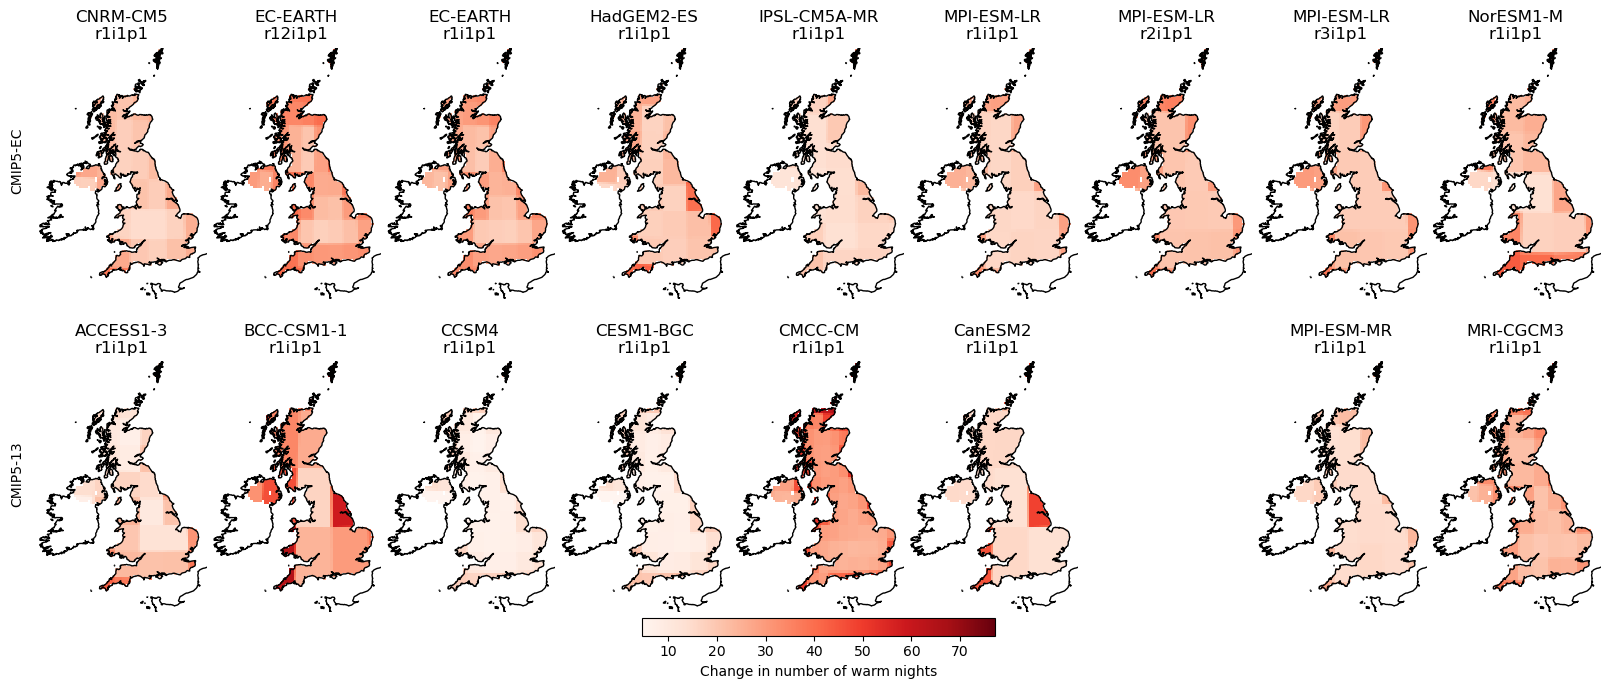 CNRM-CM5
r1i1p1
EC-EARTH
r12i1p1
EC-EARTH
r1i1p1
HadGEM2-ES
r1i1p1
IPSL-CM5A-MR
r1i1p1
MPI-ESM-LR
r1i1p1
MPI-ESM-LR
r2i1p1
MPI-ESM-LR
r3i1p1
NorESM1-M
r1i1p1
CMIP5-EC
ACCESS1-3
r1i1p1
BCC-CSM1-1
r1i1p1
CCSM4
r1i1p1
CESM1-BGC
r1i1p1
CMCC-CM
r1i1p1
CanESM2
r1i1p1
MPI-ESM-MR
r1i1p1
MRI-CGCM3
r1i1p1
CMIP5-13
10 20 30 40 50 60 70
Change in number of warm nights